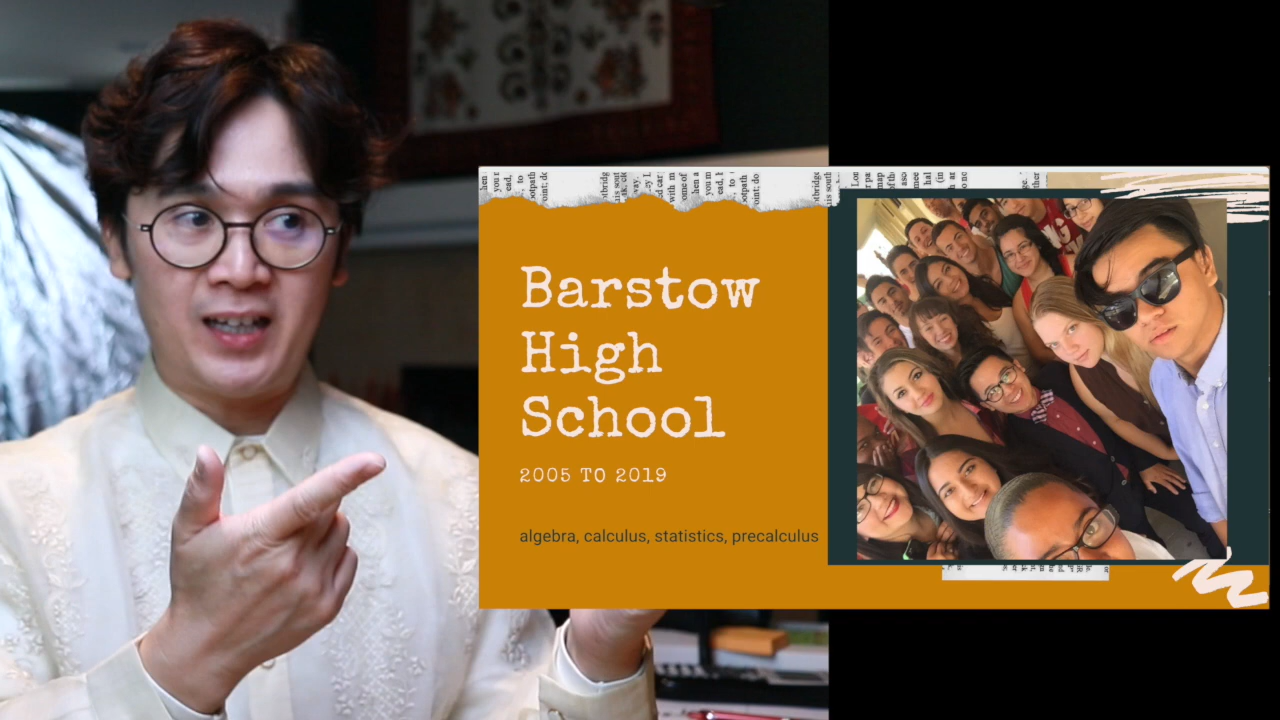 Barstow
High
School
2005 TO 2019
algebra, calculus, statistics, precalculus